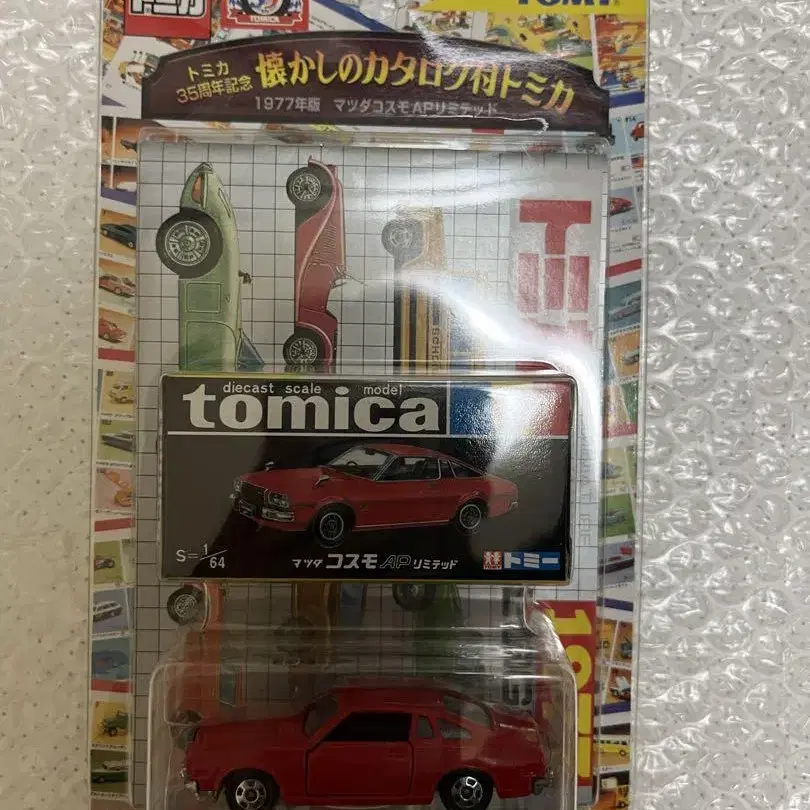 トミカ
TOMICA
TOMY
トミカ
35周年記念
懐かしのカタログ付トミカ
1977年版 マツダコスモAPリミテッド
diecast scale model
tomica
S=1/64
マツダ コスモAPリミテッド
トミー